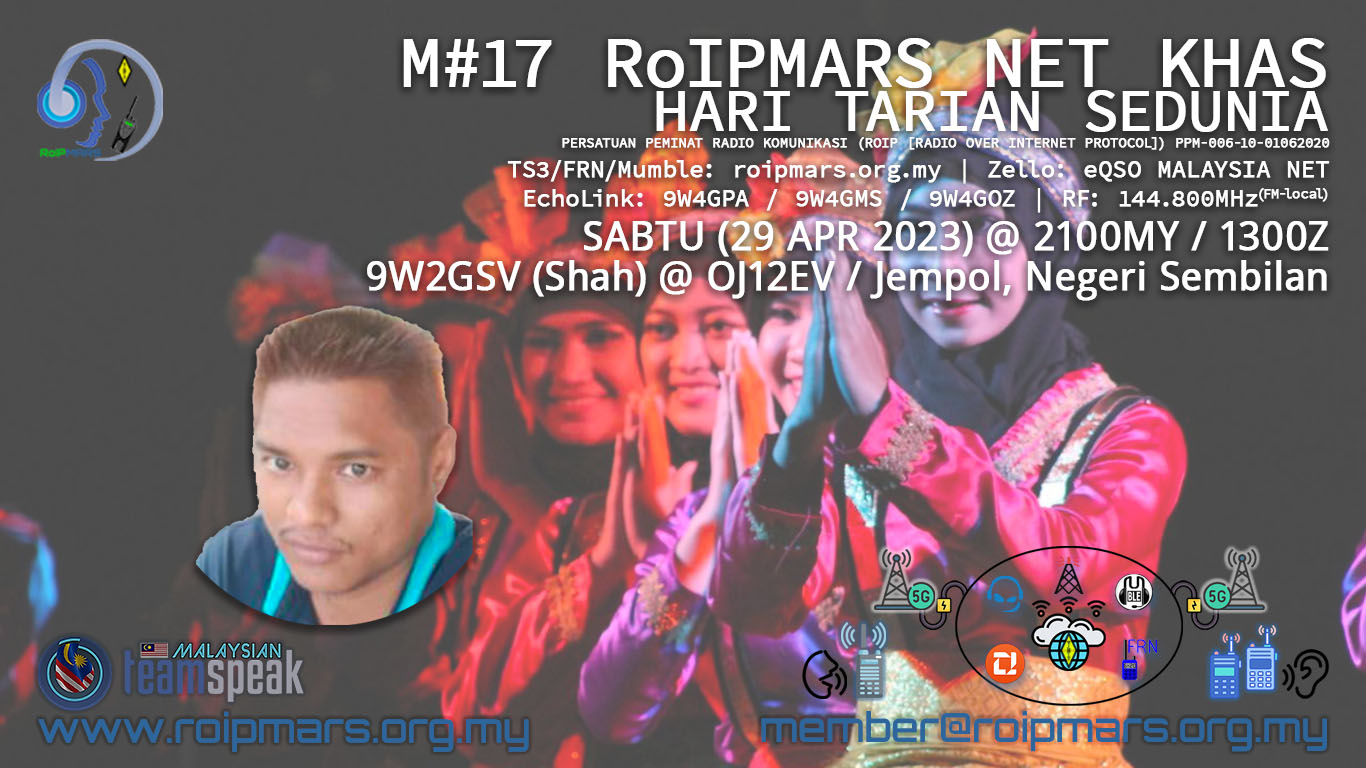 M#17 RoIPMARS NET KHAS
HARI TARIAN SEDUNIA
PERSATUAN PEMINAT RADIO KOMUNIKASI (ROIP [RADIO OVER INTERNET PROTOCOL]) PPM-006-10-01062020
TS3/FRN/Mumble: roipmars.org.my | Zello: eQSO MALAYSIA NET
EchoLink: 9W4GPA / 9W4GMS / 9W4GOZ | RF: 144.800MHz(FM-local)
SABTU (29 APR 2023) @ 2100MY / 1300Z
9W2GSV (Shah) @ OJ12EV / Jempol, Negeri Sembilan
RoIPMARS
5G
5G
BLE
FRN
MALAYSIAN
teamspeak
www.roipmars.org.my
member@roipmars.org.my